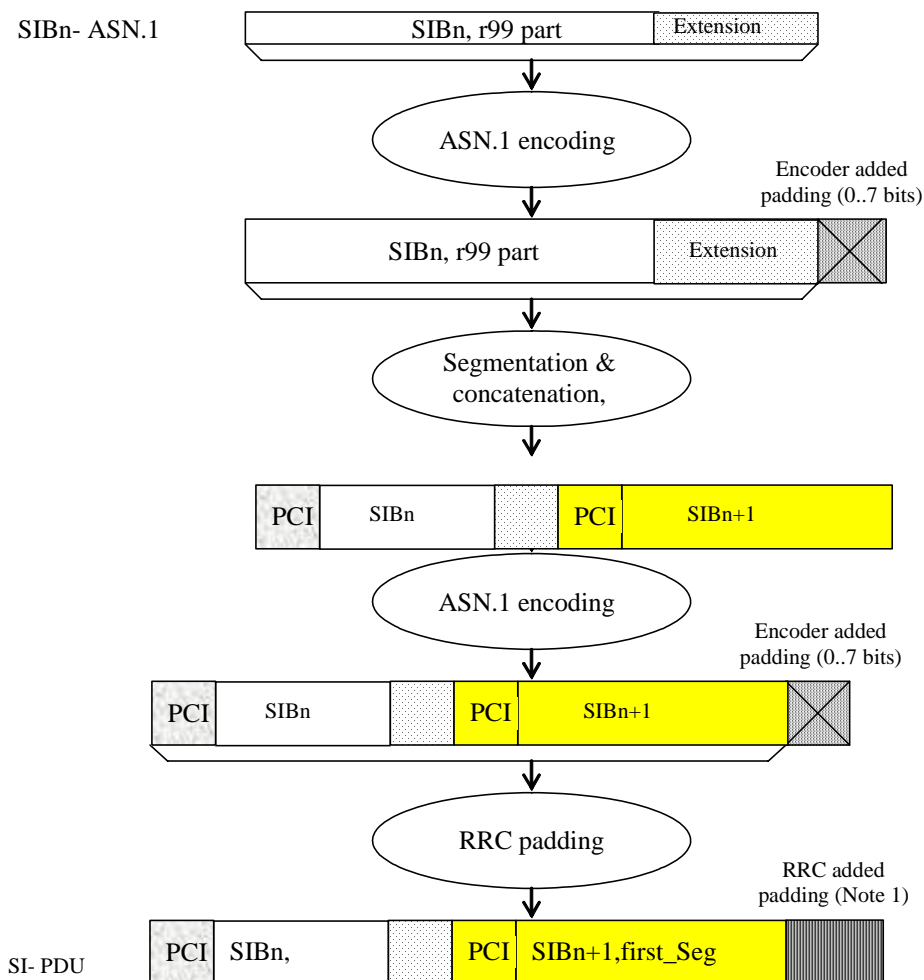 SIBn- ASN.1
SIBn, r99 part
Extension
ASN.1 encoding
Encoder added
padding (0..7 bits)
SIBn, r99 part
Extension
Segmentation &
concatenation,
PCI
SIBn
PCI
SIBn+1
ASN.1 encoding
Encoder added
padding (0..7 bits)
PCI
SIBn
PCI
SIBn+1
RRC padding
RRC added
padding (Note 1)
SI- PDU
PCI
SIBn,
PCI
SIBn+1,first_Seg